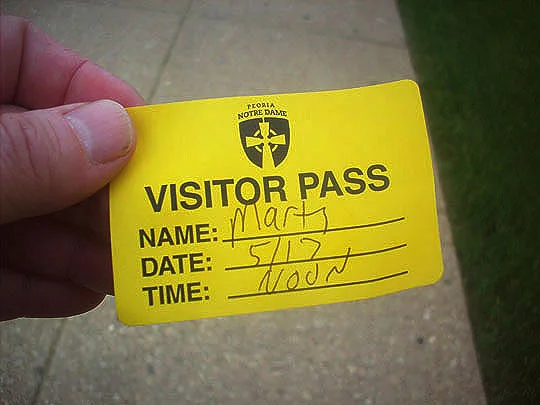 PEORIA
NOTRE DAME
VISITOR PASS
NAME: Marty
DATE: 5/17
TIME: NOON